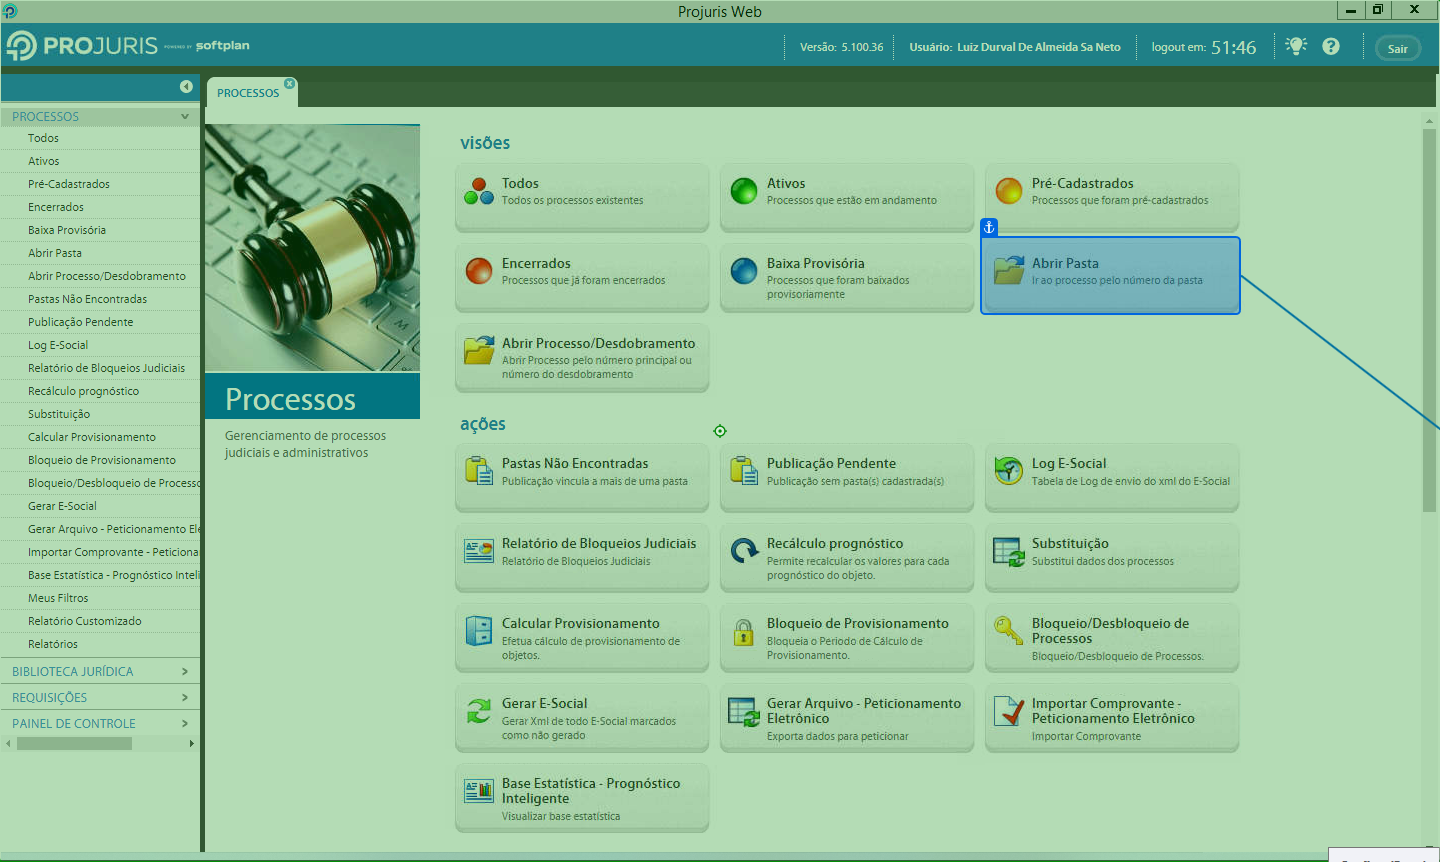 Projuris Web
PROJURIS POWERED BY softplan
Versão: 5.100.36
Usuário: Luiz Durval De Almeida Sa Neto
logout em: 51:46
Sair
PROCESSOS
Todos
Ativos
Pré-Cadastrados
Encerrados
Baixa Provisória
Abrir Pasta
Abrir Processo/Desdobramento
Pastas Não Encontradas
Publicação Pendente
Log E-Social
Relatório de Bloqueios Judiciais
Recálculo prognóstico
Substituição
Calcular Provisionamento
Bloqueio de Provisionamento
Bloqueio/Desbloqueio de Processo
Gerar E-Social
Gerar Arquivo - Peticionamento Ele
Importar Comprovante - Peticiona
Base Estatística - Prognóstico Inteli
Meus Filtros
Relatório Customizado
Relatórios
BIBLIOTECA JURÍDICA
REQUISIÇÕES
PAINEL DE CONTROLE
PROCESSOS
Processos
Gerenciamento de processos
judiciais e administrativos
visões
Todos
Todos os processos existentes
Ativos
Processos que estão em andamento
Pré-Cadastrados
Processos que foram pré-cadastrados
Encerrados
Processos que já foram encerrados
Baixa Provisória
Processos que foram baixados
provisoriamente
Abrir Pasta
Ir ao processo pelo número da pasta
Abrir Processo/Desdobramento
Abrir Processo pelo número principal ou
número do desdobramento
ações
Pastas Não Encontradas
Publicação vincula a mais de uma pasta
Publicação Pendente
Publicação sem pasta(s) cadastrada(s)
Log E-Social
Tabela de Log de envio do xml do E-Social
Relatório de Bloqueios Judiciais
Relatório de Bloqueios Judiciais
Recálculo prognóstico
Permite recalcular os valores para cada
prognóstico do objeto.
Substituição
Substitui dados dos processos
Calcular Provisionamento
Efetua cálculo de provisionamento de
objetos.
Bloqueio de Provisionamento
Bloqueia o Periodo de Cálculo de
Provisionamento.
Bloqueio/Desbloqueio de
Processos
Bloqueio/Desbloqueio de Processos.
Gerar E-Social
Gerar Xml de todo E-Social marcados
como não gerado
Gerar Arquivo - Peticionamento
Eletrônico
Exporta dados para peticionar
Importar Comprovante -
Peticionamento Eletrônico
Importar Comprovante
Base Estatística - Prognóstico
Inteligente
Visualizar base estatística